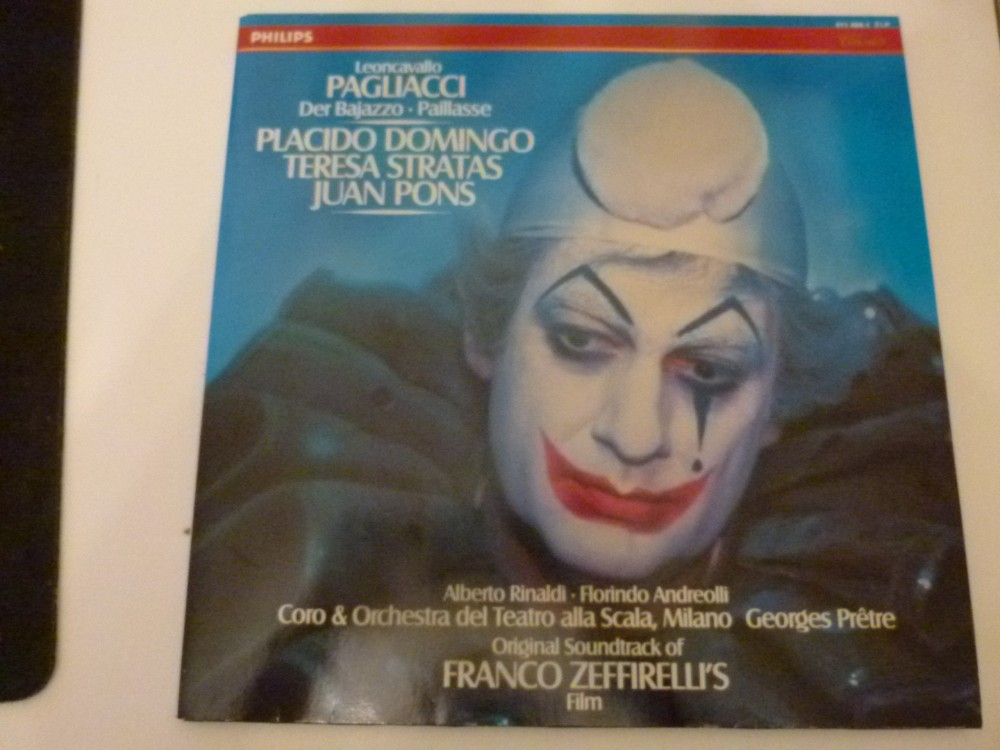 PHILIPS
Leoncavallo
PAGLIACCI
Der Bajazzo · Paillasse
PLACIDO DOMINGO
TERESA STRATAS
JUAN PONS
Alberto Rinaldi · Florindo Andreolli
Coro & Orchestra del Teatro alla Scala, Milano Georges Prêtre
Original Soundtrack of
FRANCO ZEFFIRELLI'S
Film